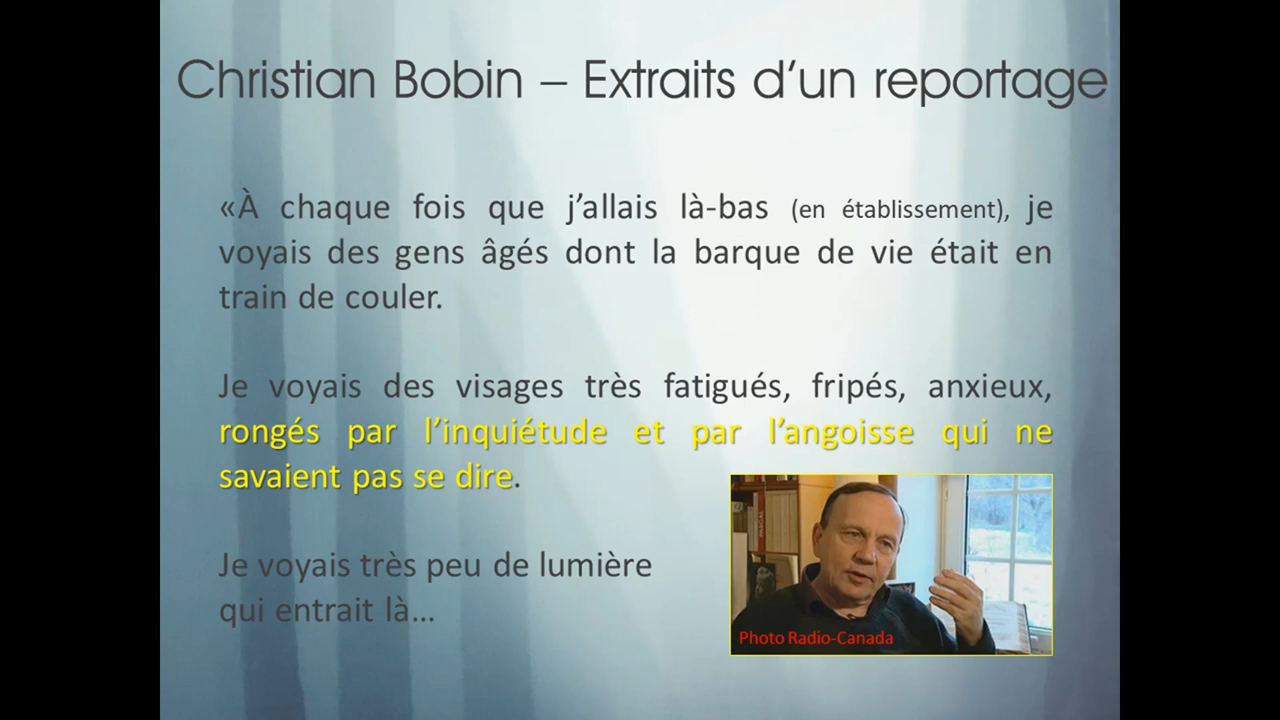 Christian Bobin – Extraits d’un reportage
«À chaque fois que j’allais là-bas (en établissement), je
voyais des gens âgés dont la barque de vie était en
train de couler.
Je voyais des visages très fatigués, fripés, anxieux,
rongés par l’inquiétude et par l’angoisse qui ne
savaient pas se dire.
Je voyais très peu de lumière
qui entrait là…
PASCAL
Photo Radio-Canada